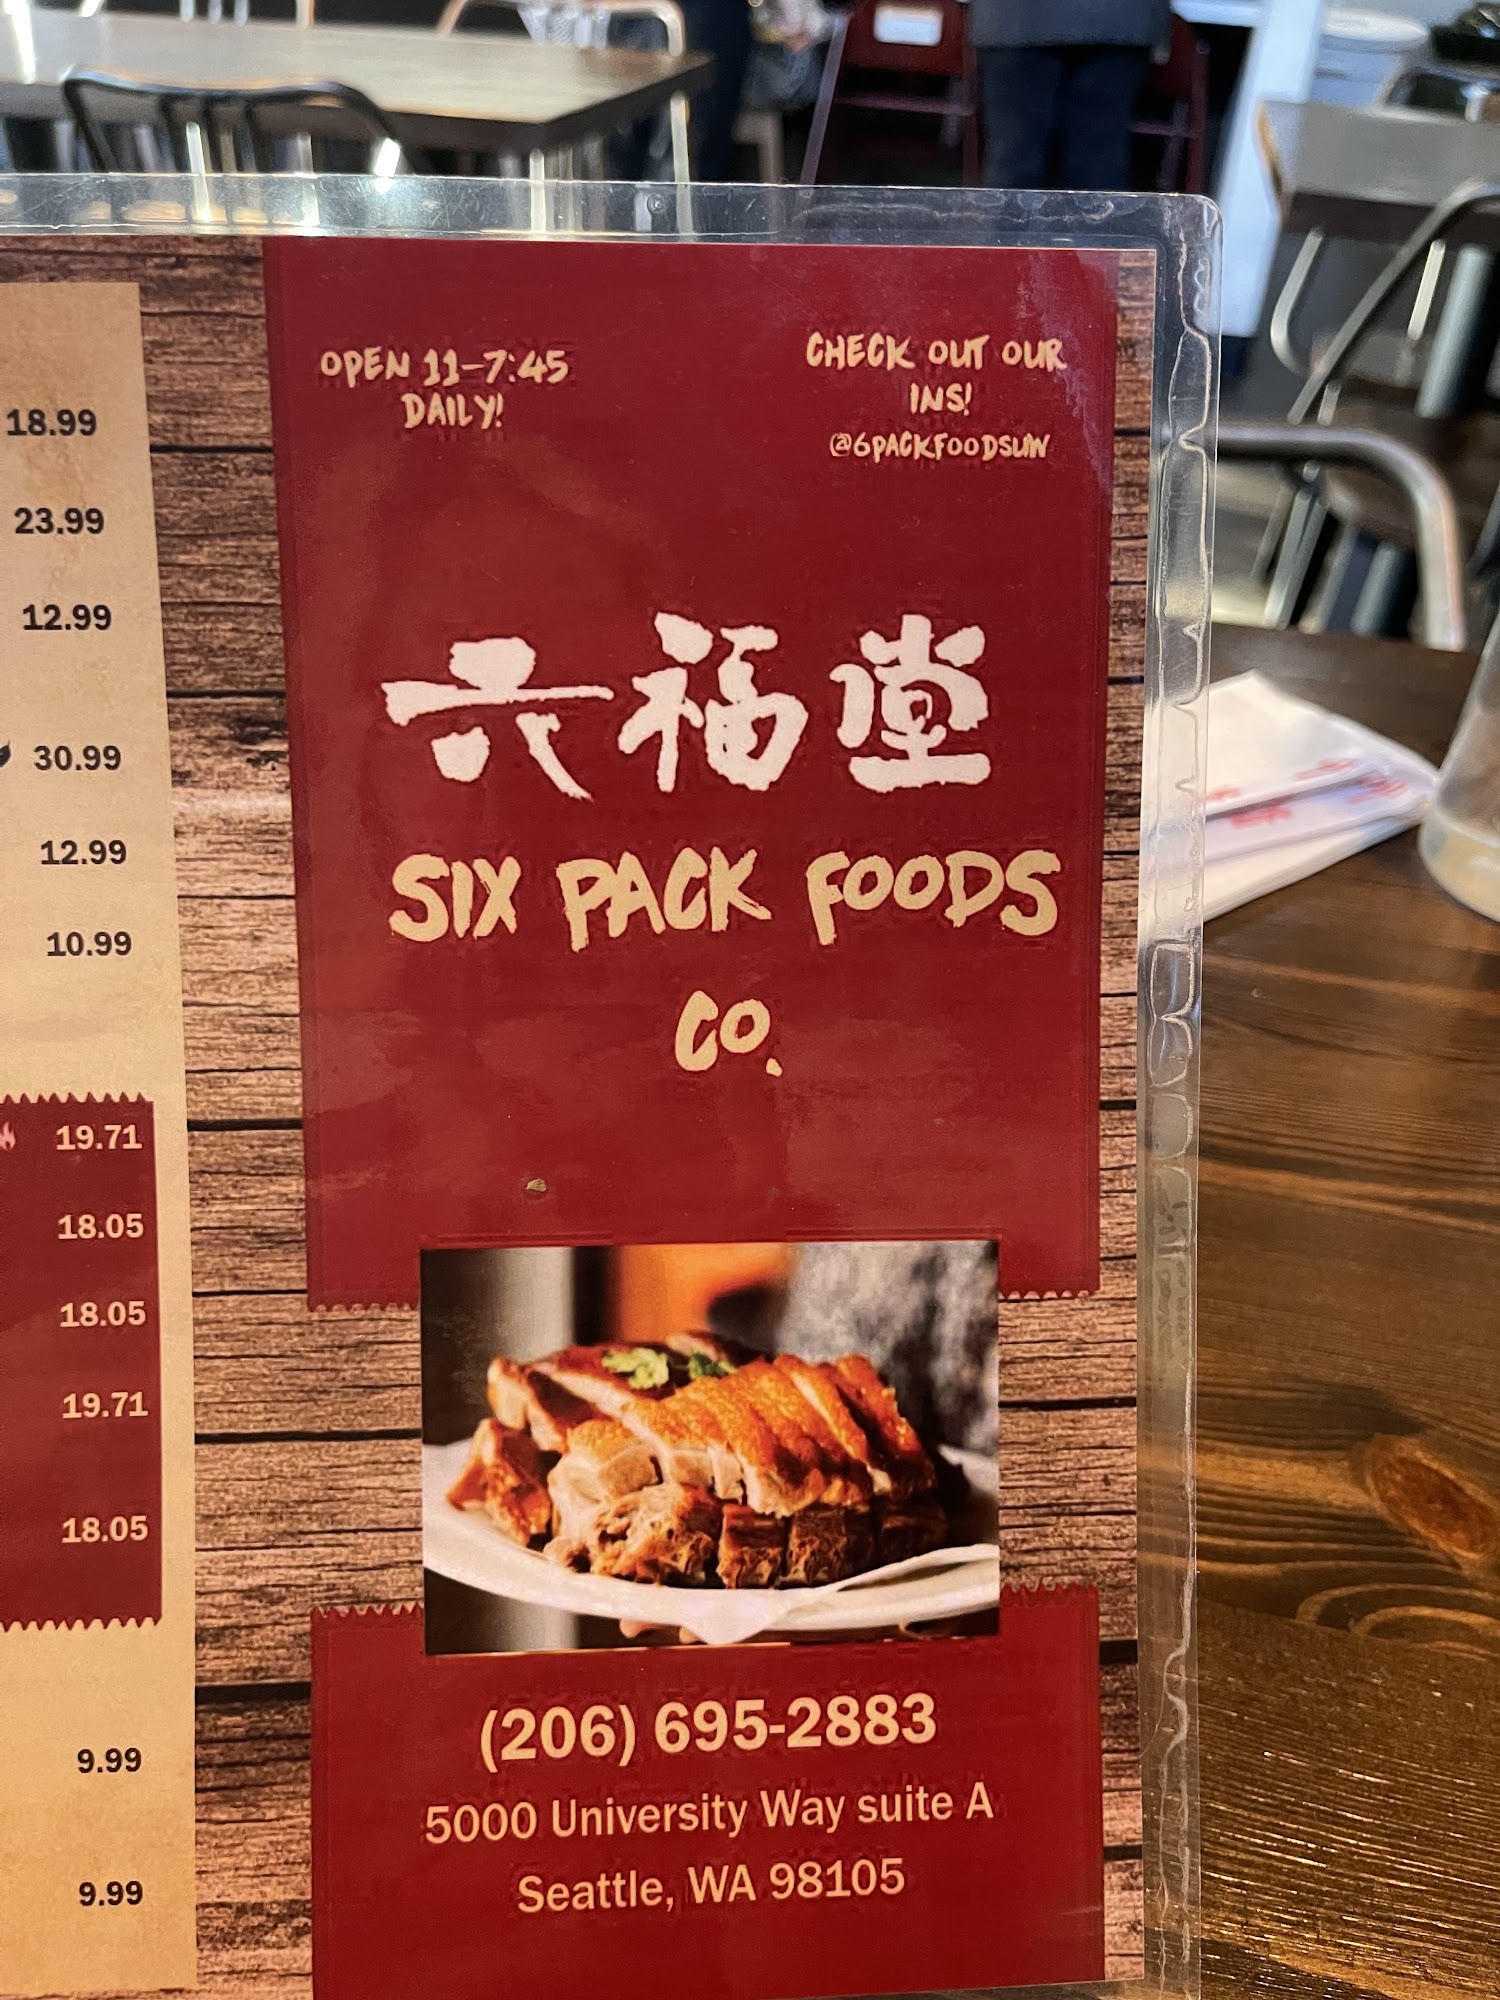 18.99
23.99
12.99
30.99
12.99
10.99
19.71
18.05
18.05
19.71
18.05
9.99
9.99
OPEN 11-7:45
DAILY!
CHECK OUT OUR
INS!
@6PACKFOODSUW
六福堂
SIX PACK FOODS
CO.
(206) 695-2883
5000 University Way suite A
Seattle, WA 98105